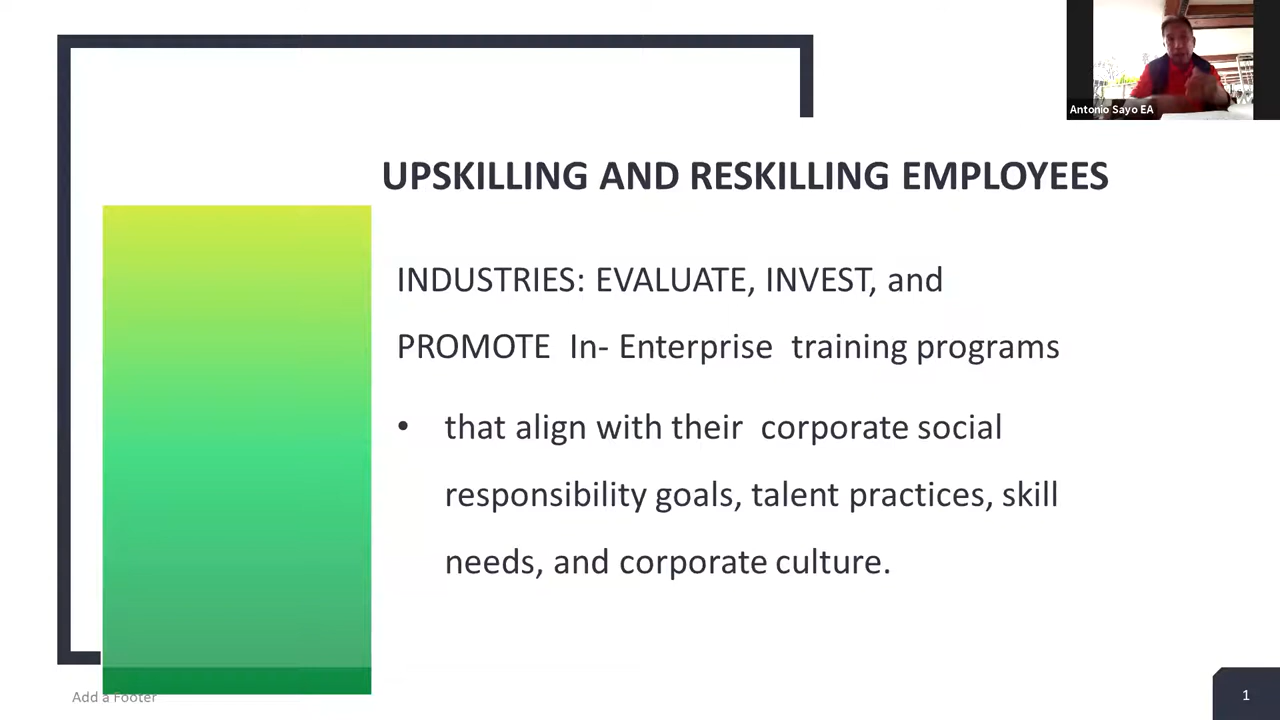 Antonio Sayo EA
UPSKILLING AND RESKILLING EMPLOYEES
INDUSTRIES: EVALUATE, INVEST, and
PROMOTE In- Enterprise training programs
• that align with their corporate social
responsibility goals, talent practices, skill
needs, and corporate culture.
Add a Footer
1